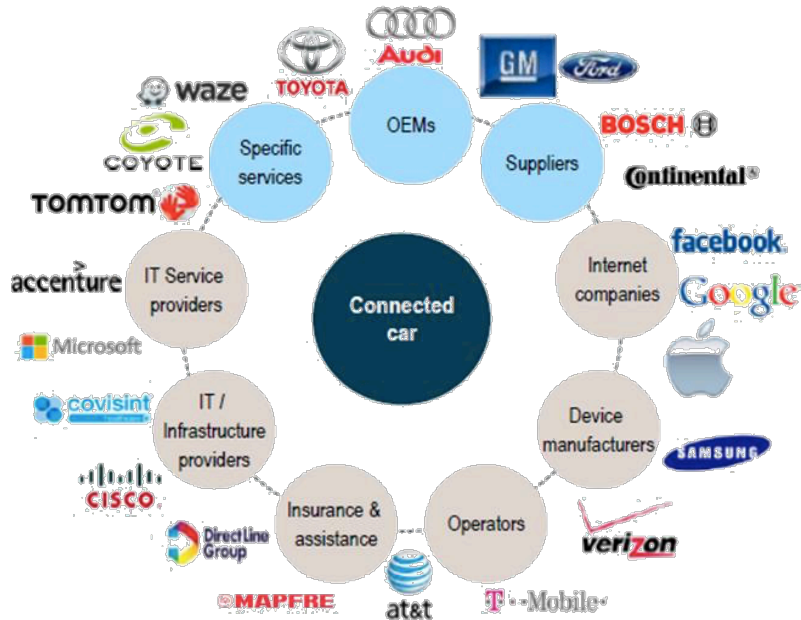 Audi
TOYOTA
GM
Ford
waze
OEMs
BOSCH
COYOTE
Specific
services
Suppliers
Continental
TOMTOM
facebook
accenture
IT Service
providers
Internet
companies
Google
Connected
car
Microsoft
covisint
IT /
Infrastructure
providers
Device
manufacturers
SAMSUNG
CISCO
Insurance &
assistance
Operators
DirectLine
Group
verizon
MAPFRE
at&t
T··Mobile·